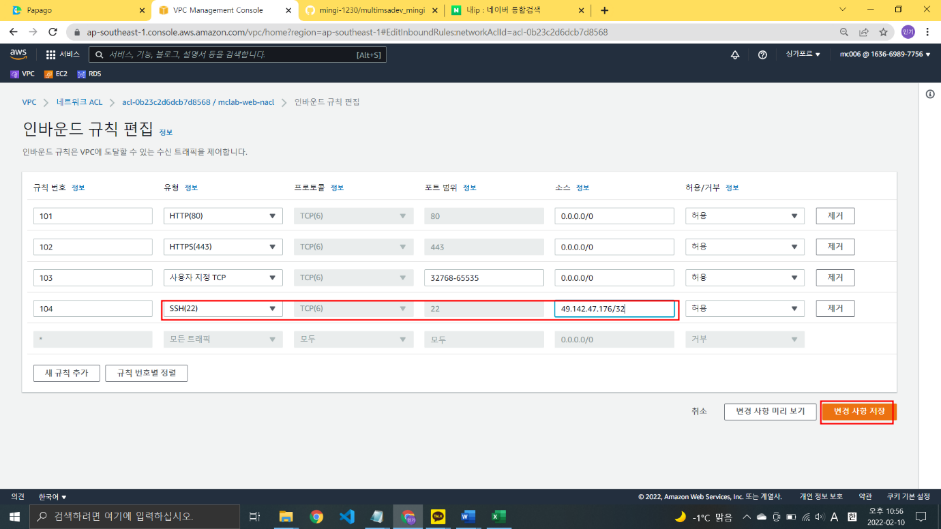 Papago
VPC Management Console
mingi-1230/multimsadev_mingi
내ip : 네이버 통합검색
ap-southeast-1.console.aws.amazon.com/vpc/home?region=ap-southeast-1#EditInboundRules:networkAclId=acl-0b23c2d6dcb7d8568
aws 서비스 서비스, 기능, 블로그, 설명서 등을 검색합니다. [Alt+S] 싱가포르 mc006 @ 1636-6989-7756
VPC EC2 RDS
VPC 네트워크 ACL acl-0b23c2d6dcb7d8568 / mclab-web-nacl 인바운드 규칙 편집
인바운드 규칙 편집 정보
인바운드 규칙은 VPC에 도달할 수 있는 수신 트래픽을 제어합니다.
규칙 번호 정보 유형 정보 프로토콜 정보 포트 범위 정보 소스 정보 허용/거부 정보
101 HTTP(80) TCP(6) 80 0.0.0.0/0 허용 제거
102 HTTPS(443) TCP(6) 443 0.0.0.0/0 허용 제거
103 사용자 지정 TCP TCP(6) 32768-65535 0.0.0.0/0 허용 제거
104 SSH(22) TCP(6) 22 49.142.47.176/32 허용 제거
* 모든 트래픽 모두 모두 0.0.0.0/0 거부
새 규칙 추가 규칙 번호별 정렬
취소 변경 사항 미리 보기 변경 사항 저장
의견 한국어 © 2022, Amazon Web Services, Inc. 또는 계열사. 개인 정보 보호 약관 쿠키 기본 설정
검색하려면 여기에 입력하십시오. -1°C 맑음 A 오후 10:56
2022-02-10